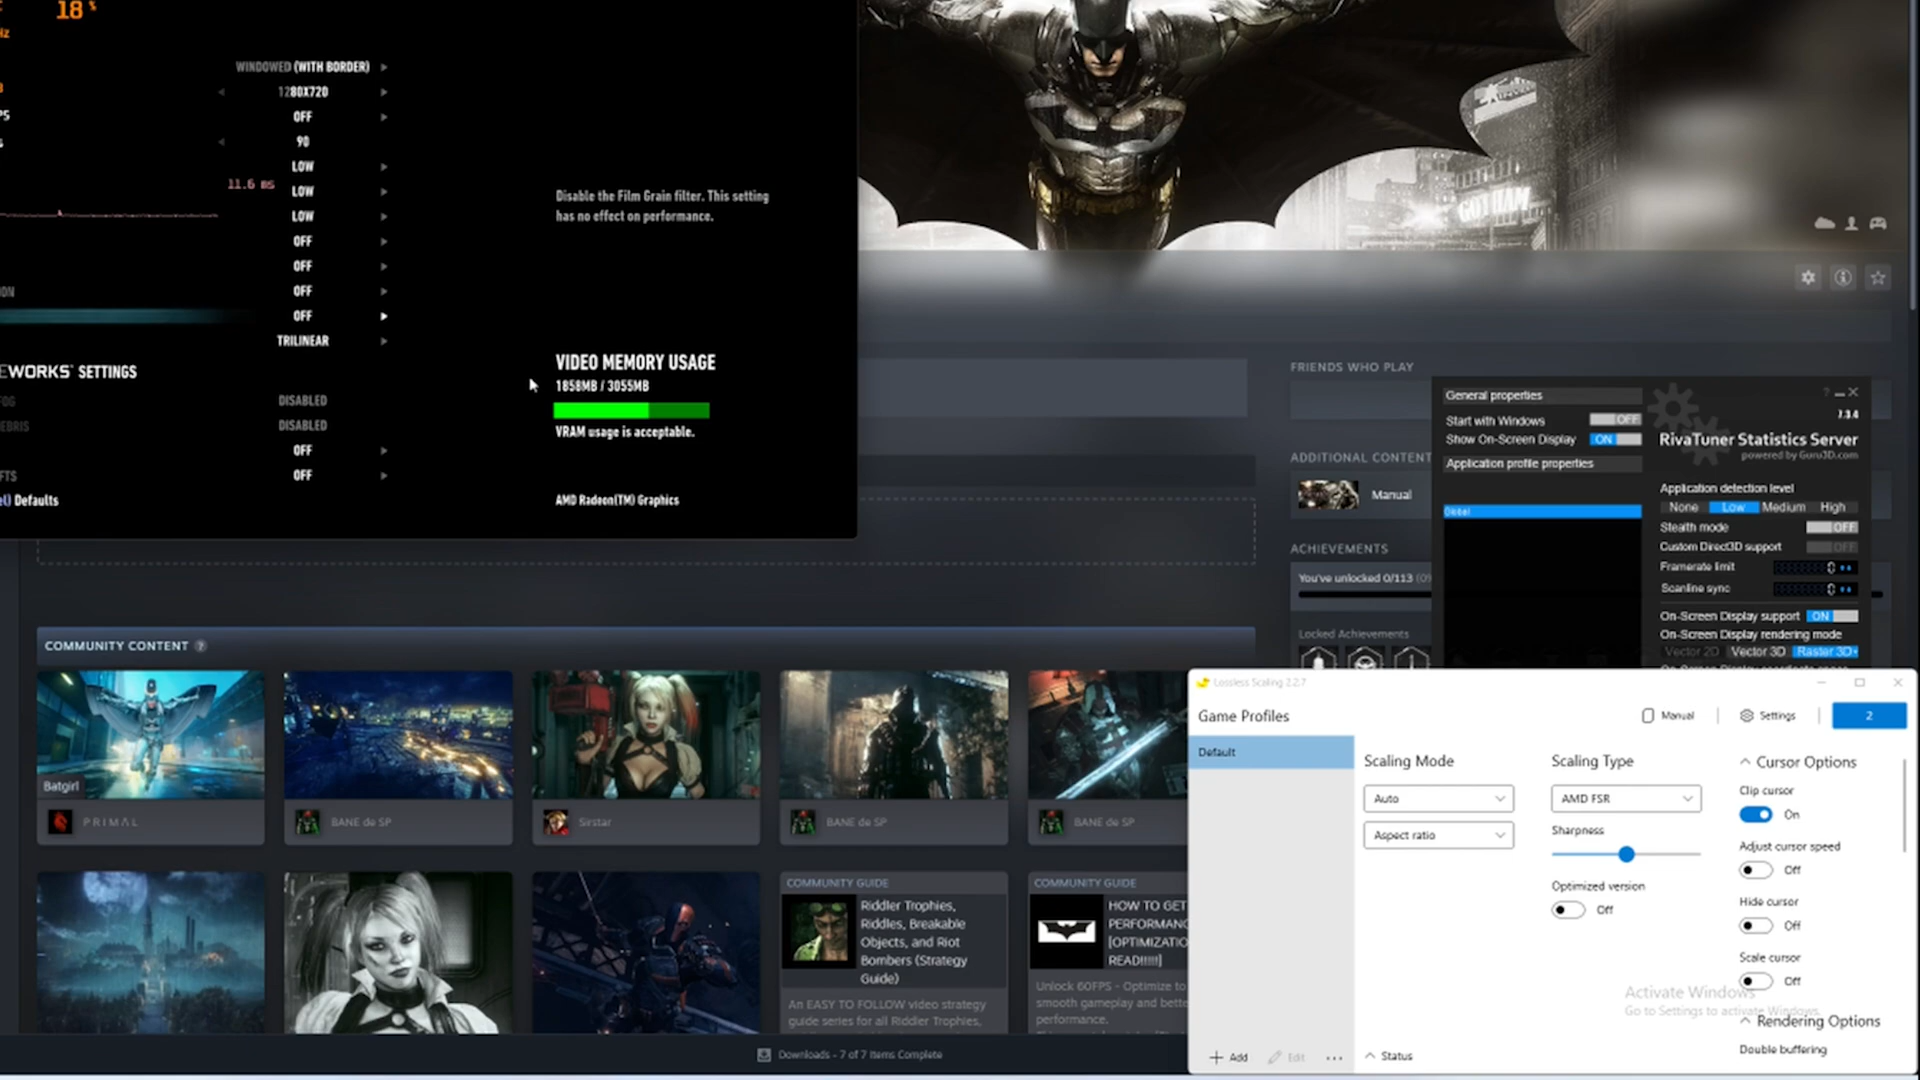 18 %
WINDOWED (WITH BORDER)
1280X720
OFF
90
LOW
11.6 ms
LOW
LOW
OFF
OFF
OFF
OFF
TRILINEAR
Disable the Film Grain filter. This setting
has no effect on performance.
EWORKS SETTINGS
FOG
DISABLED
EBRIS
DISABLED
OFF
FTS
OFF
el) Defaults
VIDEO MEMORY USAGE
1858MB / 3055MB
VRAM usage is acceptable.
AMD Radeon(TM) Graphics
GOTHAM
FRIENDS WHO PLAY
ADDITIONAL CONTENT
Manual
ACHIEVEMENTS
You've unlocked 0/113 (0%
Locked Achievements
General properties
Start with Windows
OFF
Show On-Screen Display
ON
Application profile properties
Global
7.3.4
RivaTuner Statistics Server
powered by Guru3D.com
Application detection level
None Low Medium High
Stealth mode
OFF
Custom Direct3D support
OFF
Framerate limit
0
Scanline sync
0
On-Screen Display support
ON
On-Screen Display rendering mode
Vector 2D Vector 3D Raster 3D
COMMUNITY CONTENT ?
Batgirl
PRIMAL
BANE de SP
Sirstar
BANE de SP
BANE de SP
COMMUNITY GUIDE
Riddler Trophies,
Riddles, Breakable
Objects, and Riot
Bombers (Strategy
Guide)
An EASY TO FOLLOW video strategy
guide series for all Riddler Trophies,
COMMUNITY GUIDE
HOW TO GET
PERFORMANC
[OPTIMIZATIO
READ!!!!!]
Unlock 60FPS - Optimize to
smooth gameplay and bette
performance.
Downloads - 7 of 7 Items Complete
Lossless Scaling 2.2.7
Game Profiles
Manual
Settings
2
Default
Scaling Mode
Auto
Aspect ratio
Scaling Type
AMD FSR
Sharpness
Optimized version
Off
Cursor Options
Clip cursor
On
Adjust cursor speed
Off
Hide cursor
Off
Scale cursor
Off
Activate Windows
Go to Settings to activate Windows.
Rendering Options
Double buffering
Add
Edit
...
Status